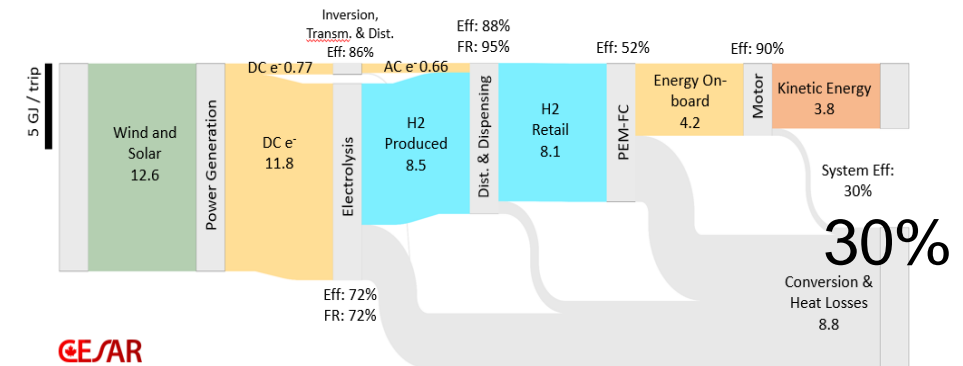 Inversion,
Transm. & Dist.
Eff: 86%
Eff: 88%
FR: 95%
Eff: 52%
Eff: 90%
5 GJ / trip
Wind and
Solar
12.6
Power Generation
DC e- 0.77
DC e-
11.8
Electrolysis
AC e- 0.66
H2
Produced
8.5
Dist. & Dispensing
H2
Retail
8.1
PEM-FC
Energy On-
board
4.2
Motor
Kinetic Energy
3.8
System Eff:
30%
30%
Conversion &
Heat Losses
8.8
Eff: 72%
FR: 72%
CESAR